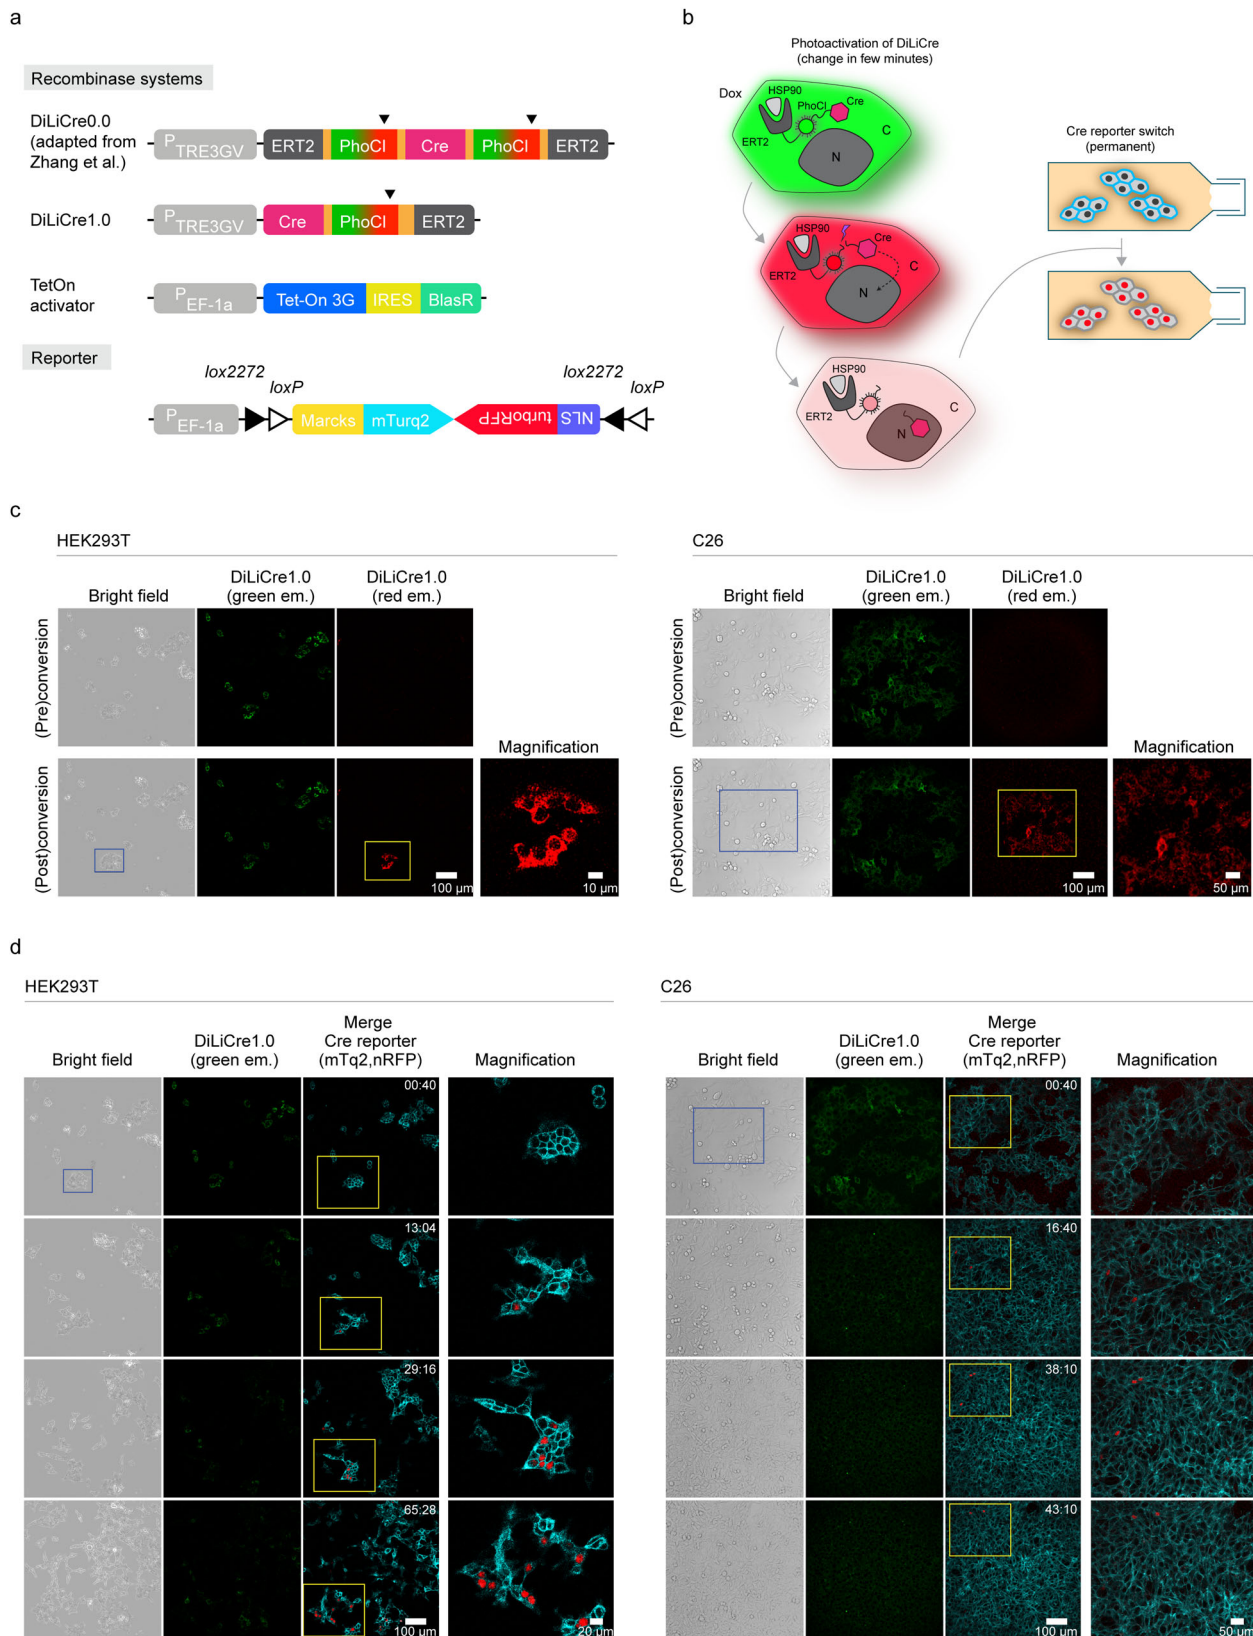 a
Recombinase systems
DiLiCre0.0
(adapted from
Zhang et al.)
P TRE3GV
ERT2
PhoCl
Cre
PhoCl
ERT2
DiLiCre1.0
P TRE3GV
Cre
PhoCl
ERT2
TetOn
activator
P EF-1a
Tet-On 3G
IRES
BlasR
Reporter
lox2272
loxP
lox2272
loxP
P EF-1a
Marcks
mTurq2
turboRFP
NLS
b
Photoactivation of DiLiCre
(change in few minutes)
Dox
HSP90
PhoCl
Cre
C
ERT2
N
HSP90
Cre
C
ERT2
N
HSP90
C
ERT2
N
Cre reporter switch
(permanent)
c
HEK293T
Bright field
DiLiCre1.0
(green em.)
DiLiCre1.0
(red em.)
(Pre)conversion
(Post)conversion
Magnification
100 µm
10 µm
C26
Bright field
DiLiCre1.0
(green em.)
DiLiCre1.0
(red em.)
(Pre)conversion
(Post)conversion
Magnification
100 µm
50 µm
d
HEK293T
Bright field
DiLiCre1.0
(green em.)
Merge
Cre reporter
(mTq2,nRFP)
Magnification
00:40
13:04
29:16
65:28
100 µm
20 µm
C26
Bright field
DiLiCre1.0
(green em.)
Merge
Cre reporter
(mTq2,nRFP)
Magnification
00:40
16:40
38:10
43:10
100 µm
50 µm